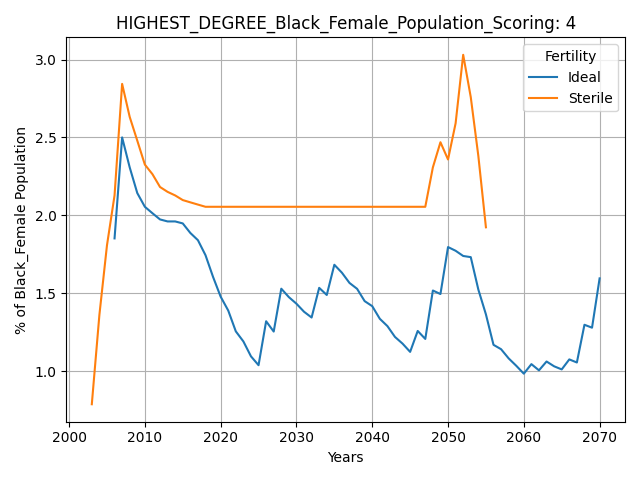 HIGHEST_DEGREE_Black_Female_Population_Scoring: 4
Fertility
Ideal
Sterile
% of Black_Female Population
3.0
2.5
2.0
1.5
1.0
2000 2010 2020 2030 2040 2050 2060 2070
Years